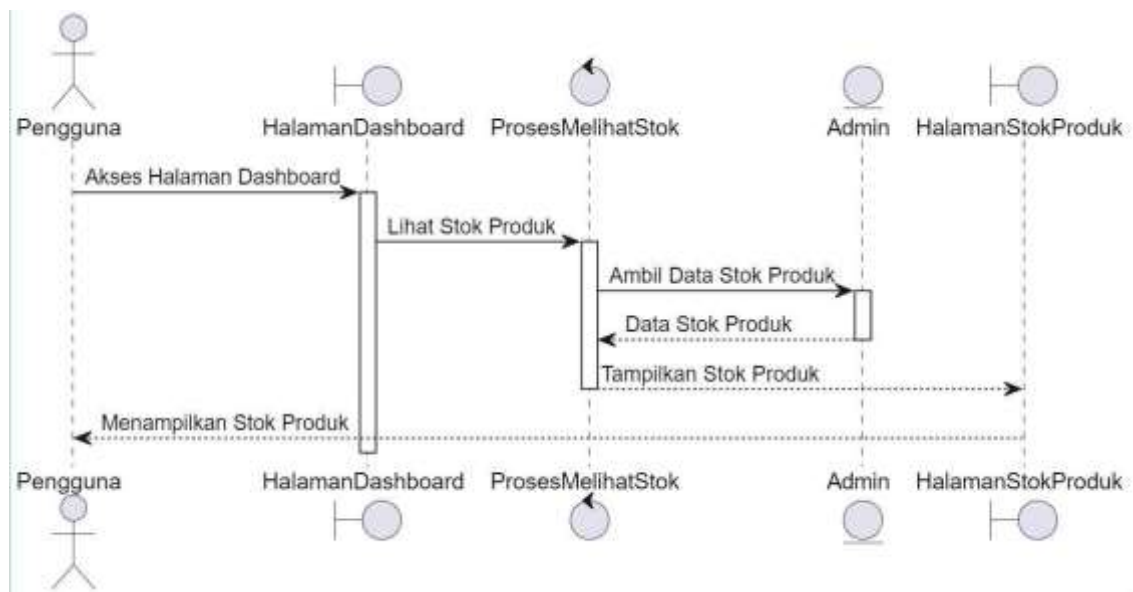 Pengguna HalamanDashboard ProsesMelihatStok Admin HalamanStokProduk
Akses Halaman Dashboard
Lihat Stok Produk
Ambil Data Stok Produk
Data Stok Produk
Tampilkan Stok Produk
Menampilkan Stok Produk
Pengguna HalamanDashboard ProsesMelihatStok Admin HalamanStokProduk